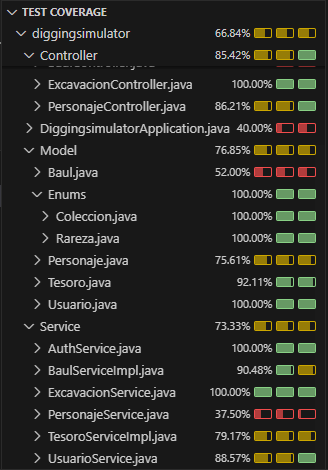 TEST COVERAGE
diggingsimulator 66.84%
Controller 85.42%
ExcavacionController.java 100.00%
PersonajeController.java 86.21%
DiggingsimulatorApplication.java 40.00%
Model 76.85%
Baul.java 52.00%
Enums 100.00%
Coleccion.java 100.00%
Rareza.java 100.00%
Personaje.java 75.61%
Tesoro.java 92.11%
Usuario.java 100.00%
Service 73.33%
AuthService.java 100.00%
BaulServiceImpl.java 90.48%
ExcavacionService.java 100.00%
PersonajeService.java 37.50%
TesoroServiceImpl.java 79.17%
UsuarioService.java 88.57%